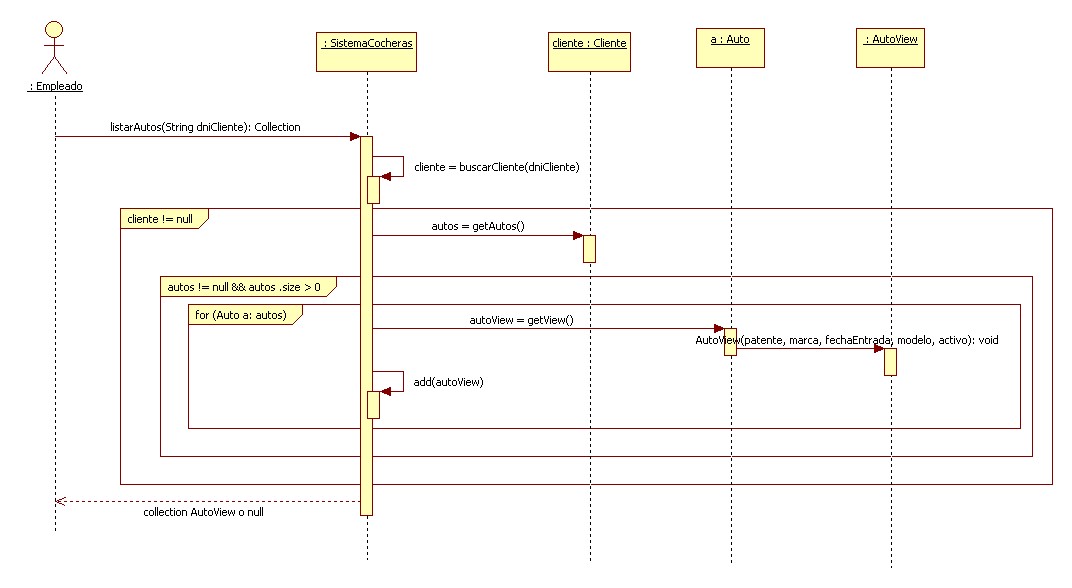 : SistemaCocheras
cliente : Cliente
a : Auto
: AutoView
: Empleado
listarAutos(String dniCliente): Collection
cliente = buscarCliente(dniCliente)
cliente != null
autos = getAutos()
autos != null && autos .size > 0
for (Auto a: autos)
autoView = getView()
AutoView(patente, marca, fechaEntrada, modelo, activo): void
add(autoView)
collection AutoView o null